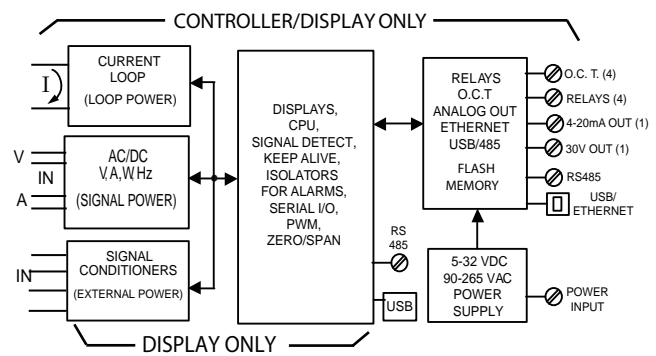 CONTROLLER/DISPLAY ONLY
CURRENT
LOOP
(LOOP POWER)
I
AC/DC
V, A, W, Hz
(SIGNAL POWER)
V
IN
A
SIGNAL
CONDITIONERS
(EXTERNAL POWER)
IN
DISPLAYS,
CPU,
SIGNAL DETECT,
KEEP ALIVE,
ISOLATORS
FOR ALARMS,
SERIAL I/O,
PWM,
ZERO/SPAN
RS
485
USB
RELAYS
O.C.T
ANALOG OUT
ETHERNET
USB/485
FLASH
MEMORY
O.C. T. (4)
RELAYS (4)
4-20mA OUT (1)
30V OUT (1)
RS485
USB/
ETHERNET
5-32 VDC
90-265 VAC
POWER
SUPPLY
POWER
INPUT
DISPLAY ONLY